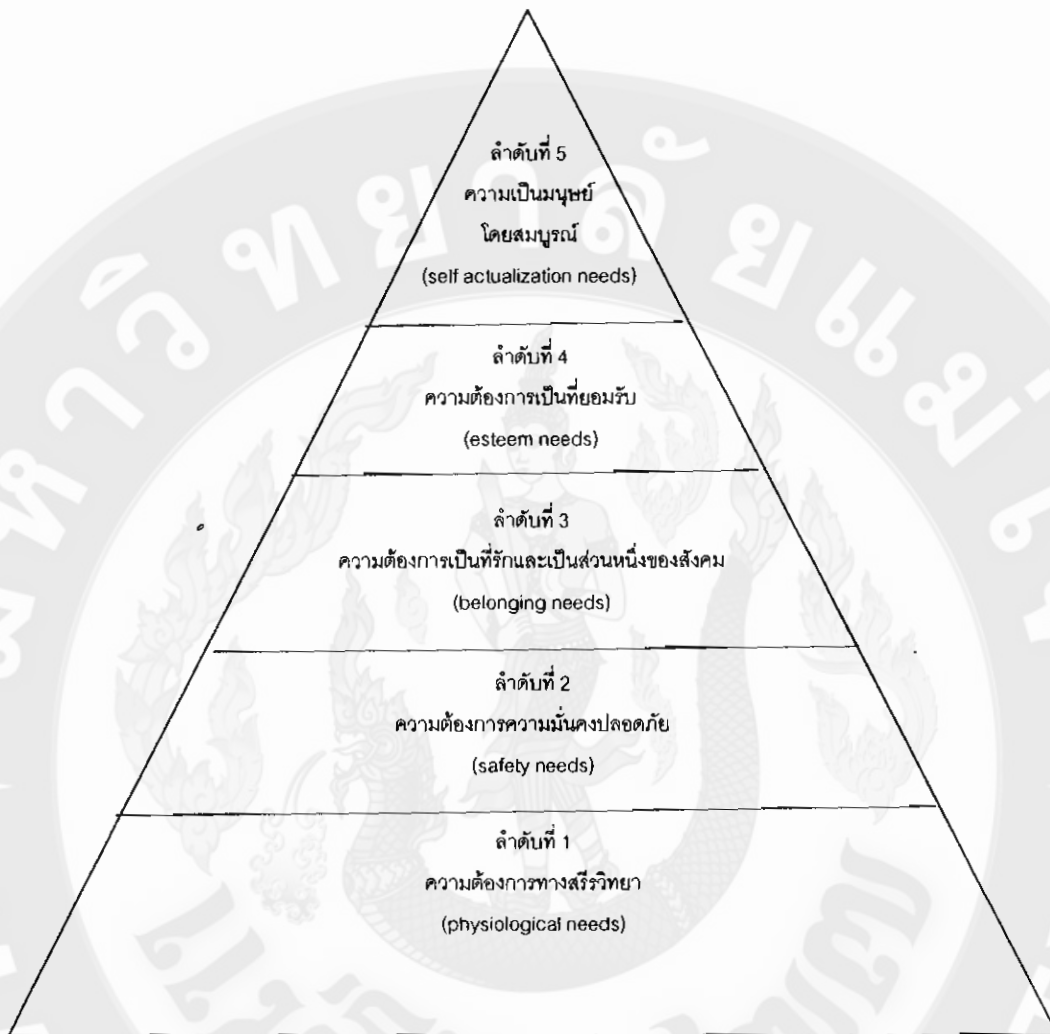 ลำดับที่ 5
ความเป็นมนุษย์
โดยสมบูรณ์
(self actualization needs)
ลำดับที่ 4
ความต้องการเป็นที่ยอมรับ
(esteem needs)
ลำดับที่ 3
ความต้องการเป็นที่รักและเป็นส่วนหนึ่งของสังคม
(belonging needs)
ลำดับที่ 2
ความต้องการความมั่นคงปลอดภัย
(safety needs)
ลำดับที่ 1
ความต้องการทางสรีรวิทยา
(physiological needs)